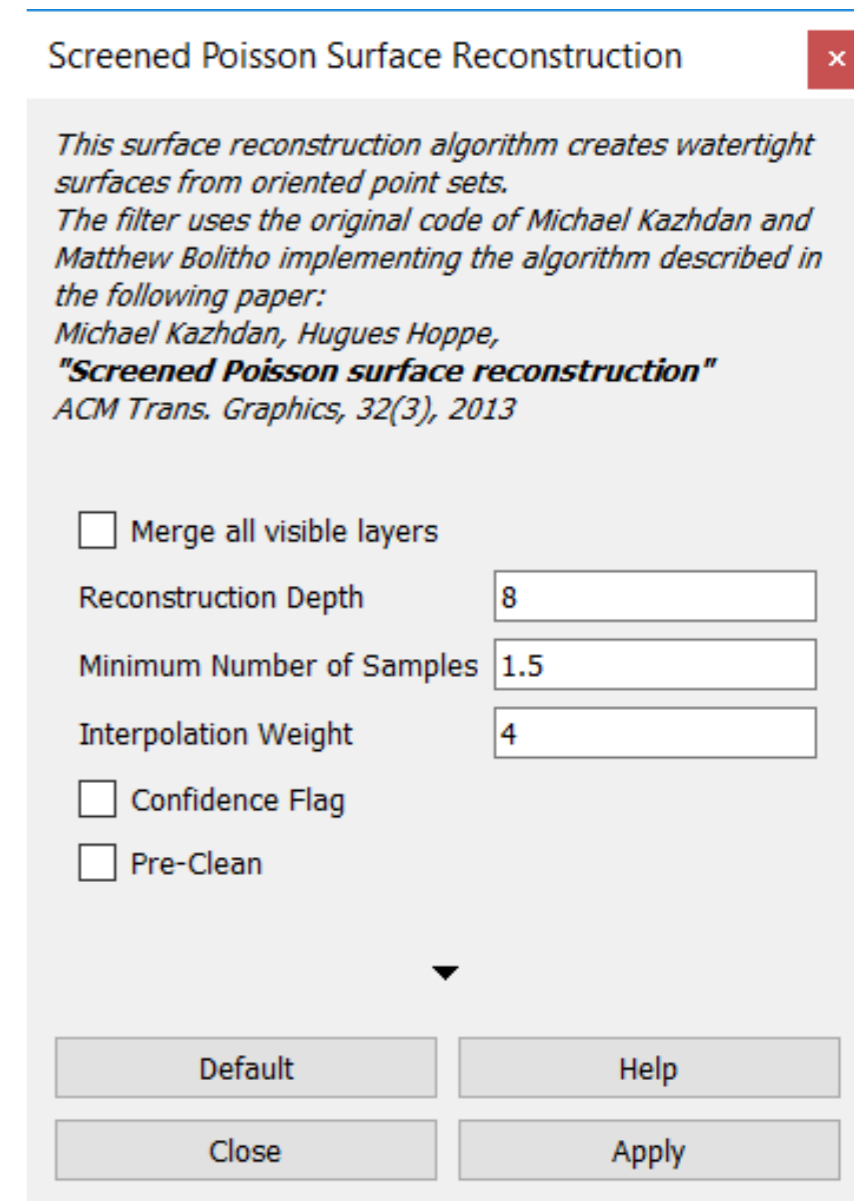 Screened Poisson Surface Reconstruction
This surface reconstruction algorithm creates watertight
surfaces from oriented point sets.
The filter uses the original code of Michael Kazhdan and
Matthew Bolitho implementing the algorithm described in
the following paper:
Michael Kazhdan, Hugues Hoppe,
"Screened Poisson surface reconstruction"
ACM Trans. Graphics, 32(3), 2013
Merge all visible layers
Reconstruction Depth 8
Minimum Number of Samples 1.5
Interpolation Weight 4
Confidence Flag
Pre-Clean
Default Help
Close Apply